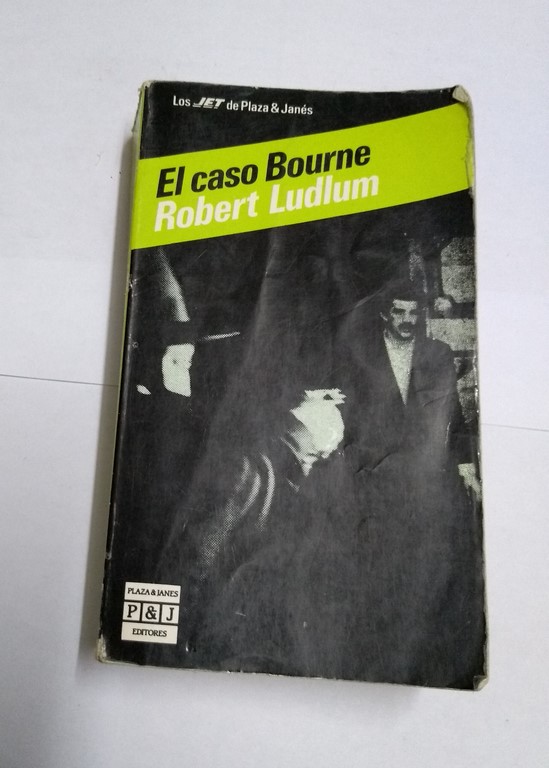 Los JET de Plaza & Janés
El caso Bourne
Robert Ludlum
PLAZA & JANES
P & J
EDITORES